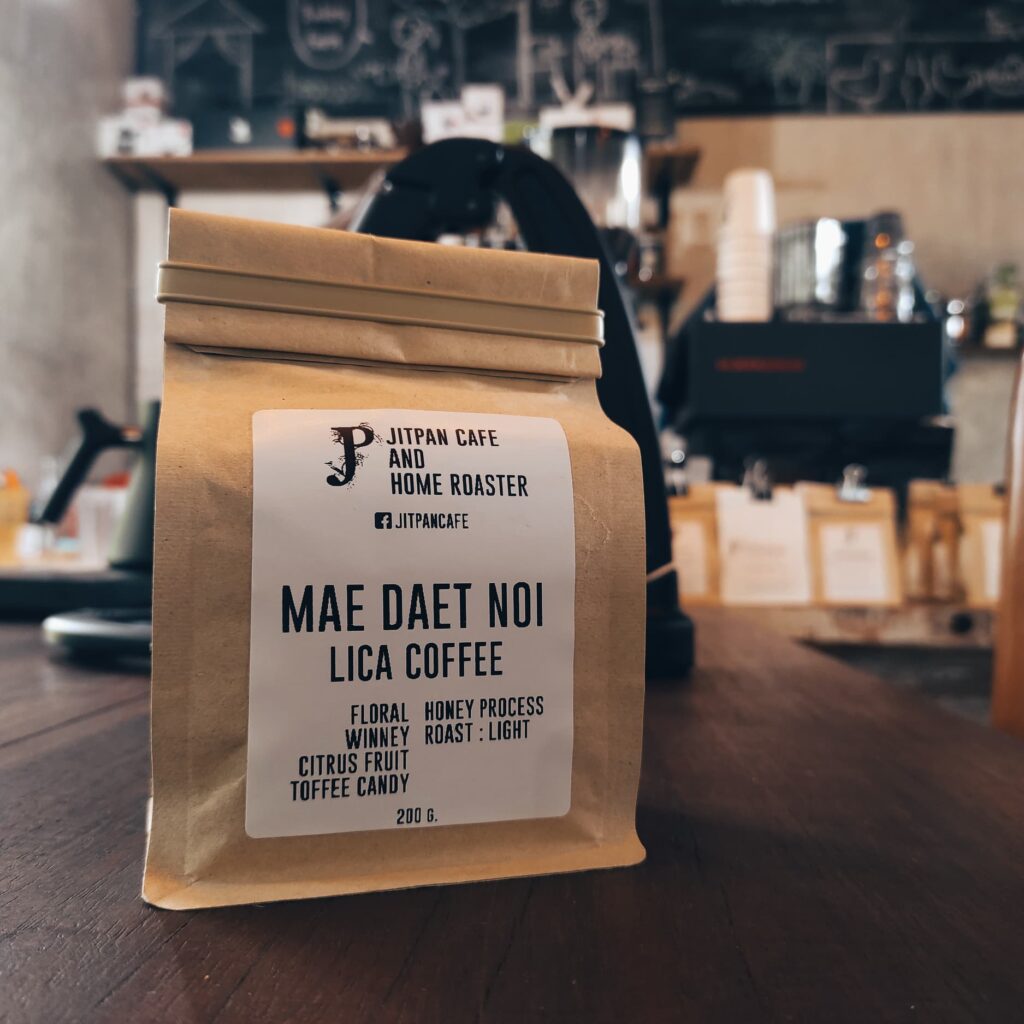 JITPAN CAFE
AND
HOME ROASTER
JITPANCAFE
MAE DAET NOI
LICA COFFEE
FLORAL
WINNEY
CITRUS FRUIT
TOFFEE CANDY
HONEY PROCESS
ROAST : LIGHT
200 G.